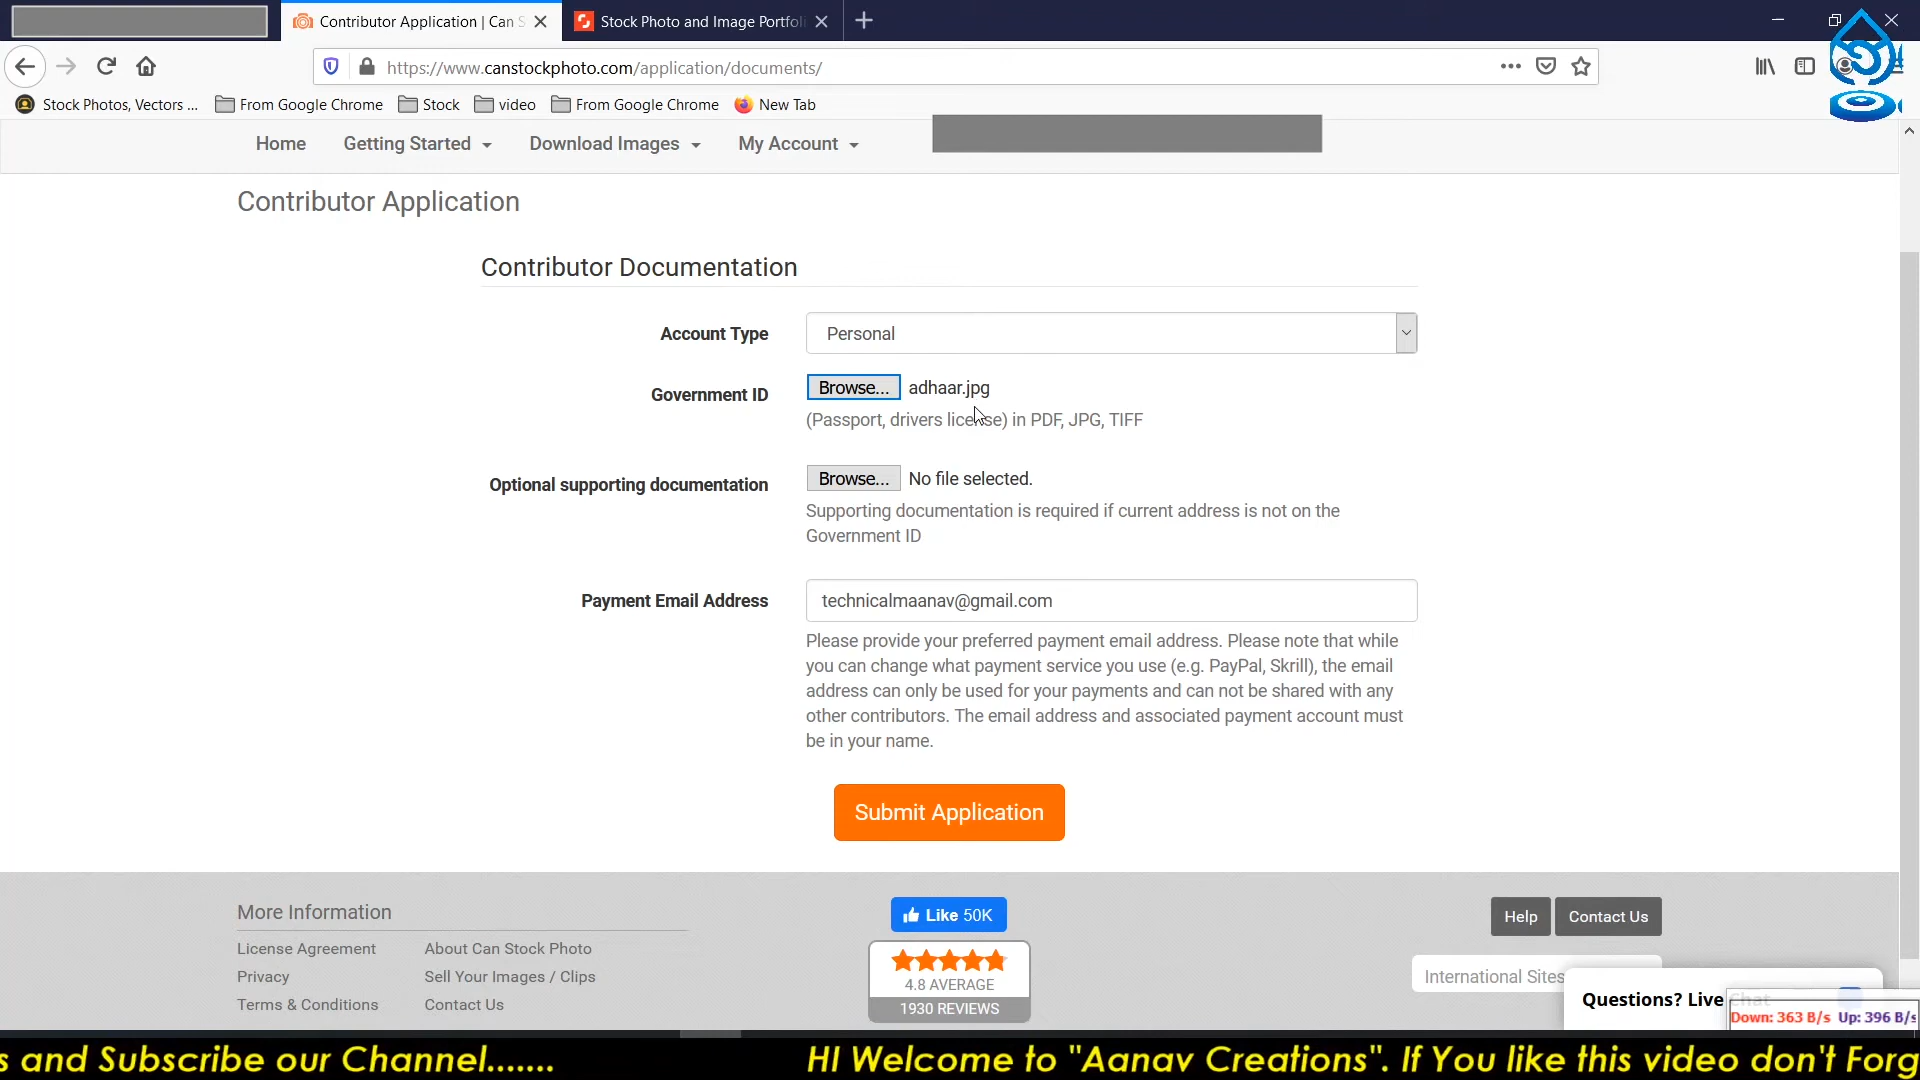 Contributor Application | Can S
Stock Photo and Image Portfoli
https://www.canstockphoto.com/application/documents/
Stock Photos, Vectors ...
From Google Chrome
Stock
video
From Google Chrome
New Tab
Home
Getting Started
Download Images
My Account
Contributor Application
Contributor Documentation
Account Type
Personal
Government ID
Browse...
adhaar.jpg
(Passport, drivers license) in PDF, JPG, TIFF
Optional supporting documentation
Browse...
No file selected.
Supporting documentation is required if current address is not on the
Government ID
Payment Email Address
technicalmaanav@gmail.com
Please provide your preferred payment email address. Please note that while
you can change what payment service you use (e.g. PayPal, Skrill), the email
address can only be used for your payments and can not be shared with any
other contributors. The email address and associated payment account must
be in your name.
Submit Application
More Information
License Agreement
About Can Stock Photo
Privacy
Sell Your Images / Clips
Terms & Conditions
Contact Us
Like 50K
4.8 AVERAGE
1930 REVIEWS
Help
Contact Us
International Sites
Questions? Live Chat
Down: 363 B/s Up: 396 B/s
s and Subscribe our Channel.......
HI Welcome to "Aanav Creations". If You like this video don't Forg